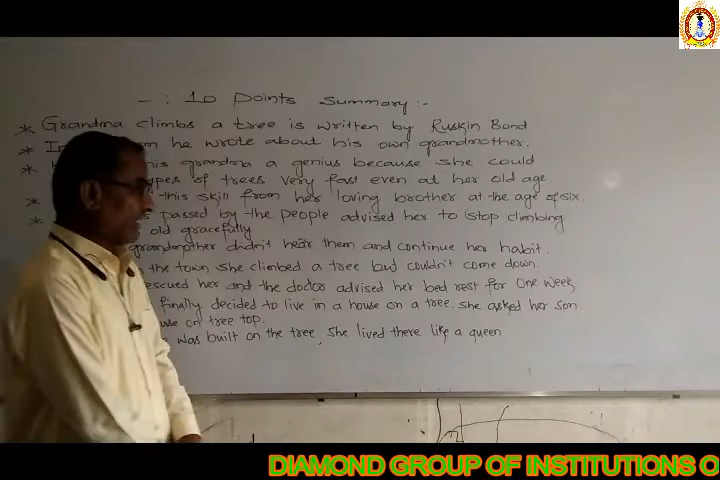 - : 10 Points Summary :-
* Grandma climbs a tree is written by Ruskin Bond
* In he wrote about his own grandmother.
* his grandma a genius because she could
types of trees very fast even at her old age
* this skill from her loving brother at the age of six.
* passed by the people advised her to stop climbing
old gracefully
grandmother didn't hear them and continue her habit.
the town she climbed a tree but couldn't come down.
rescued her and the doctor advised her bed rest for one week,
finally decided to live in a house on a tree. She asked her son
on tree top.
was built on the tree, She lived there like a queen
DIAMOND GROUP OF INSTITUTIONS